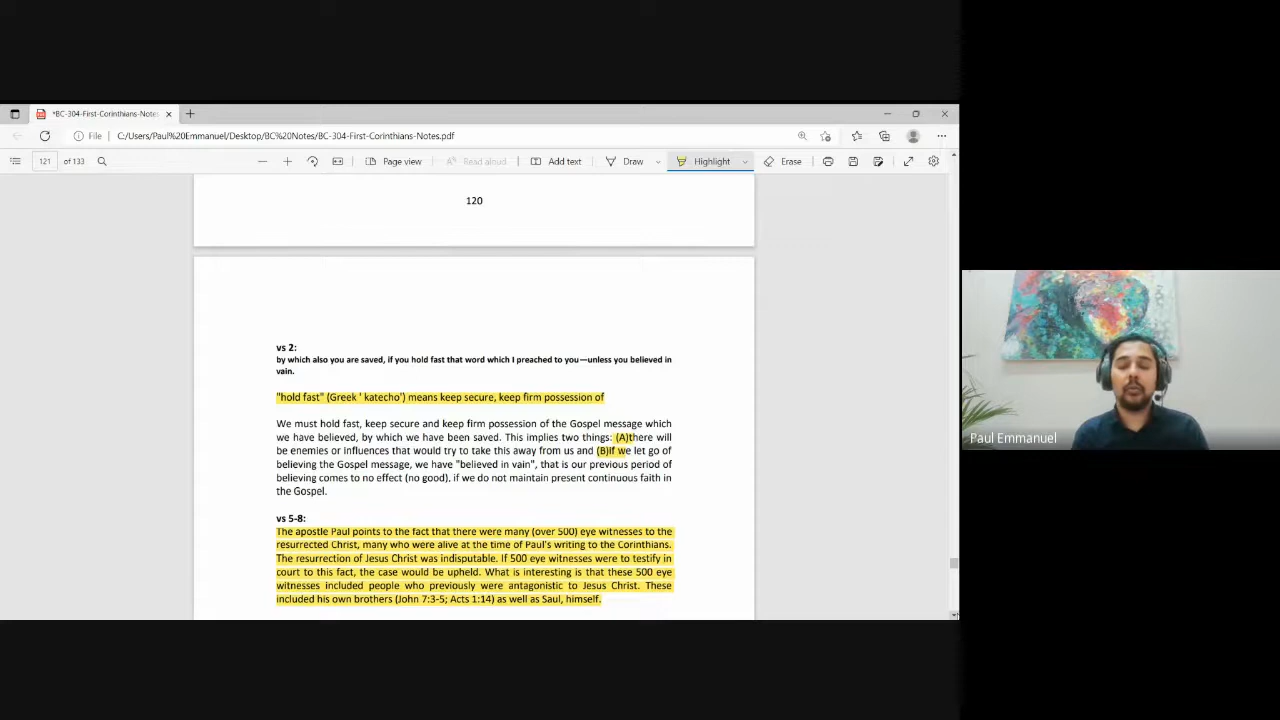 *BC-304-First-Corinthians-Notes
File
C:/Users/Paul%20Emmanuel/Desktop/BC%20Notes/BC-304-First-Corinthians-Notes.pdf
121 of 133
Page view
Read aloud
Add text
Draw
Highlight
Erase
120
vs 2:
by which also you are saved, if you hold fast that word which I preached to you—unless you believed in
vain.
"hold fast" (Greek ' katecho') means keep secure, keep firm possession of
We must hold fast, keep secure and keep firm possession of the Gospel message which
we have believed, by which we have been saved. This implies two things: (A)there will
be enemies or influences that would try to take this away from us and (B)If we let go of
believing the Gospel message, we have "believed in vain", that is our previous period of
believing comes to no effect (no good), if we do not maintain present continuous faith in
the Gospel.
vs 5-8:
The apostle Paul points to the fact that there were many (over 500) eye witnesses to the
resurrected Christ, many who were alive at the time of Paul's writing to the Corinthians.
The resurrection of Jesus Christ was indisputable. If 500 eye witnesses were to testify in
court to this fact, the case would be upheld. What is interesting is that these 500 eye
witnesses included people who previously were antagonistic to Jesus Christ. These
included his own brothers (John 7:3-5; Acts 1:14) as well as Saul, himself.
Paul Emmanuel